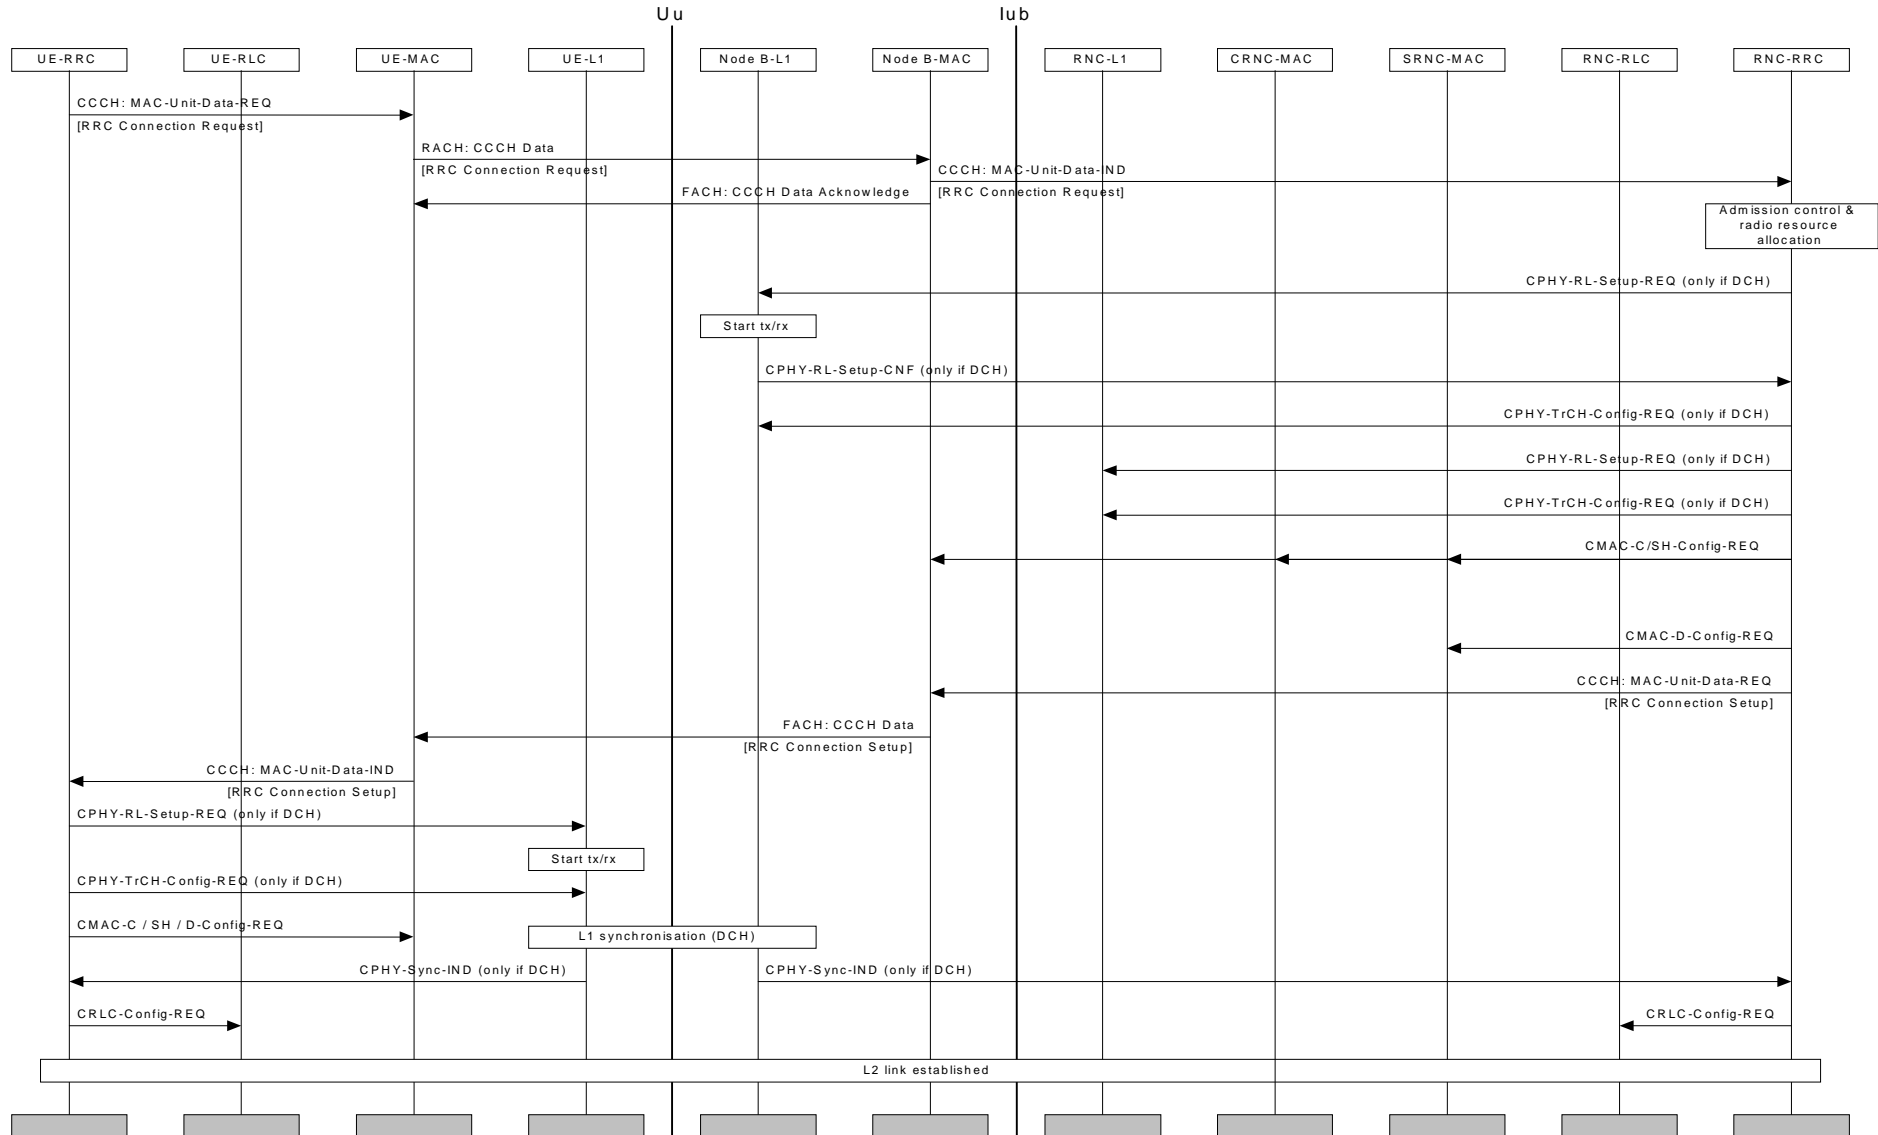 Uu
Iub
UE-RRC
UE-RLC
UE-MAC
UE-L1
Node B-L1
Node B-MAC
RNC-L1
CRNC-MAC
SRNC-MAC
RNC-RLC
RNC-RRC
CCCH: MAC-Unit-Data-REQ
[RRC Connection Request]
RACH: CCCH Data
[RRC Connection Request]
CCCH: MAC-Unit-Data-IND
[RRC Connection Request]
FACH: CCCH Data Acknowledge
Admission control &
radio resource
allocation
CPHY-RL-Setup-REQ (only if DCH)
Start tx/rx
CPHY-RL-Setup-CNF (only if DCH)
CPHY-TrCH-Config-REQ (only if DCH)
CPHY-RL-Setup-REQ (only if DCH)
CPHY-TrCH-Config-REQ (only if DCH)
CMAC-C/SH-Config-REQ
CMAC-D-Config-REQ
CCCH: MAC-Unit-Data-REQ
[RRC Connection Setup]
FACH: CCCH Data
[RRC Connection Setup]
CCCH: MAC-Unit-Data-IND
[RRC Connection Setup]
CPHY-RL-Setup-REQ (only if DCH)
Start tx/rx
CPHY-TrCH-Config-REQ (only if DCH)
CMAC-C / SH / D-Config-REQ
L1 synchronisation (DCH)
CPHY-Sync-IND (only if DCH)
CPHY-Sync-IND (only if DCH)
CRLC-Config-REQ
CRLC-Config-REQ
L2 link established